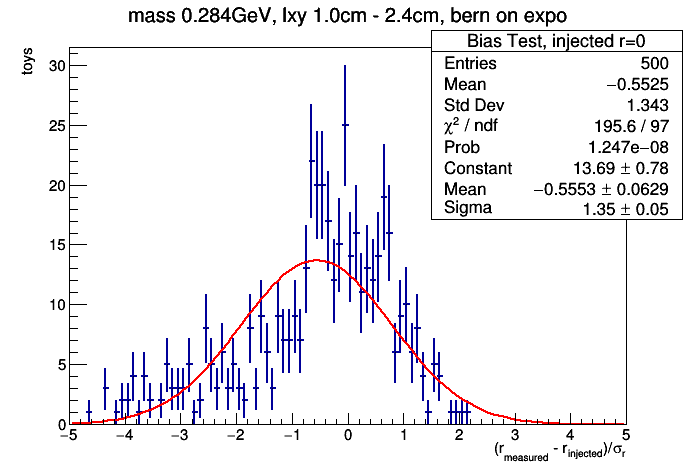 mass 0.284GeV, lxy 1.0cm - 2.4cm, bern on expo
Bias Test, injected r=0
Entries 500
Mean −0.5525
Std Dev 1.343
χ² / ndf 195.6 / 97
Prob 1.247e−08
Constant 13.69 ± 0.78
Mean −0.5553 ± 0.0629
Sigma 1.35 ± 0.05
toys
30
25
20
15
10
5
0
−5 −4 −3 −2 −1 0 1 2 3 4 5
(r_measured - r_injected)/σ_r